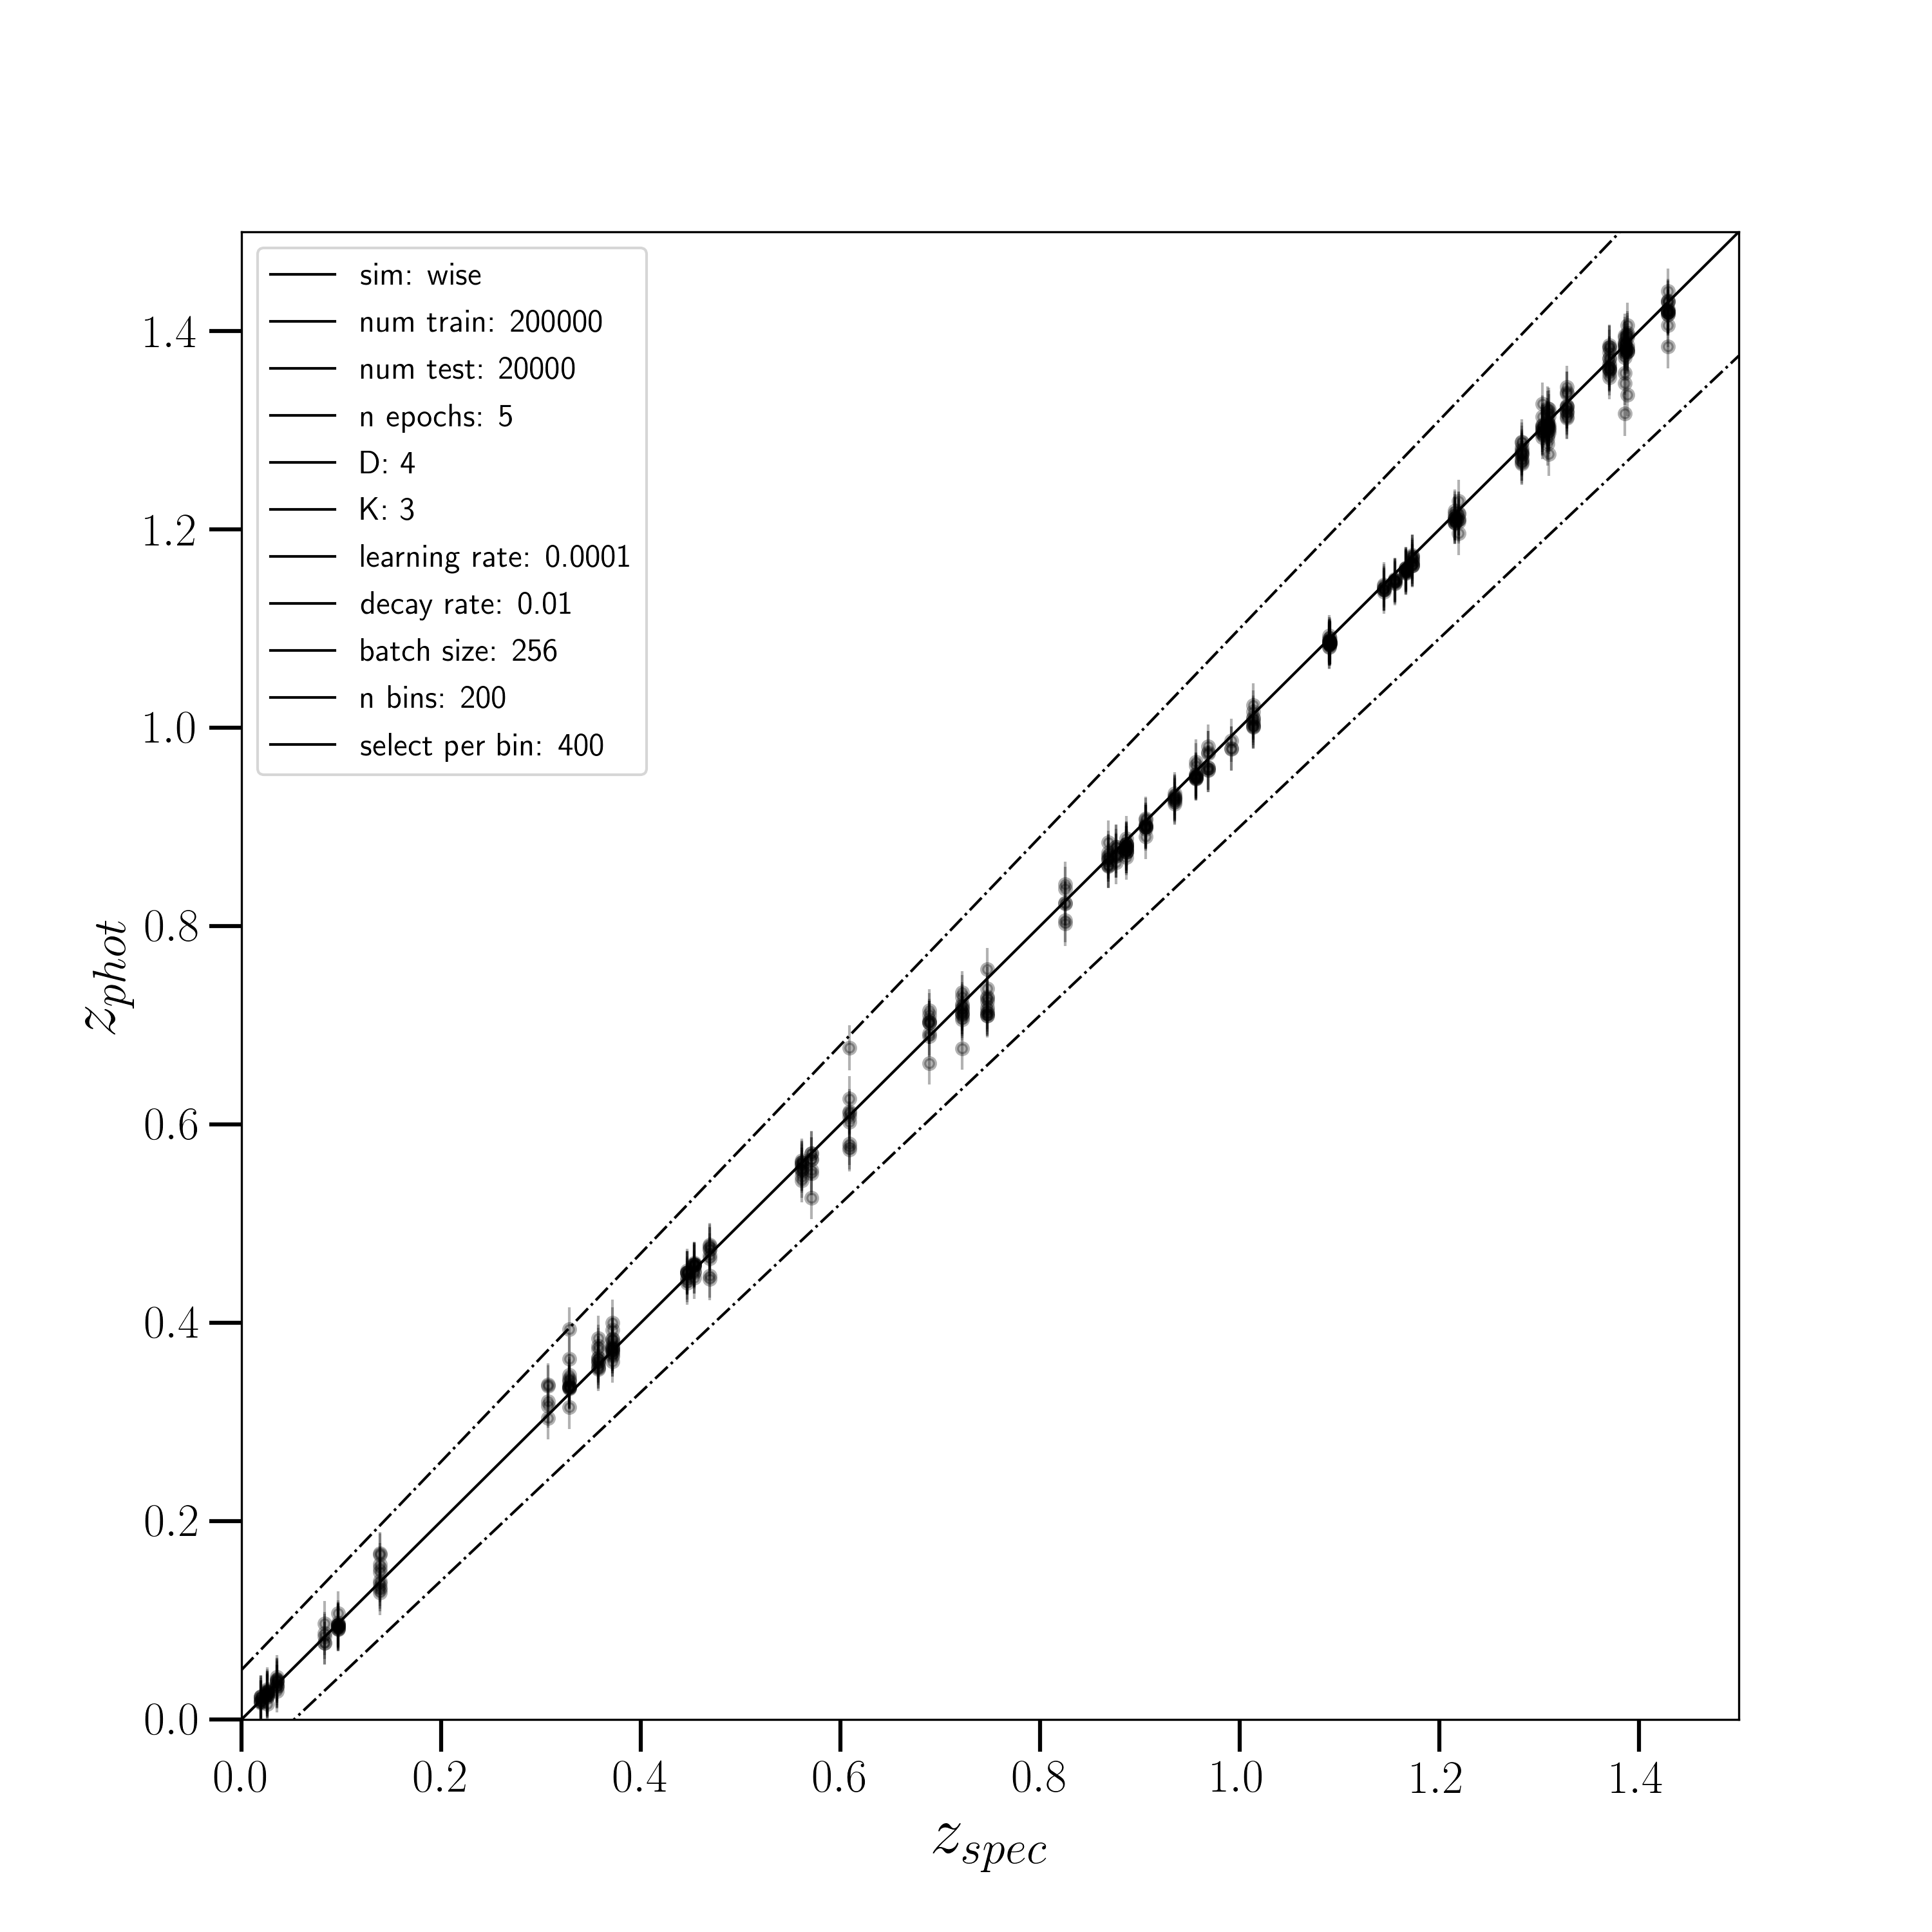 sim: wise
num train: 200000
num test: 20000
n epochs: 5
D: 4
K: 3
learning rate: 0.0001
decay rate: 0.01
batch size: 256
n bins: 200
select per bin: 400
1.4
1.2
1.0
0.8
0.6
0.4
0.2
0.0
z_phot
0.0 0.2 0.4 0.6 0.8 1.0 1.2 1.4
z_spec